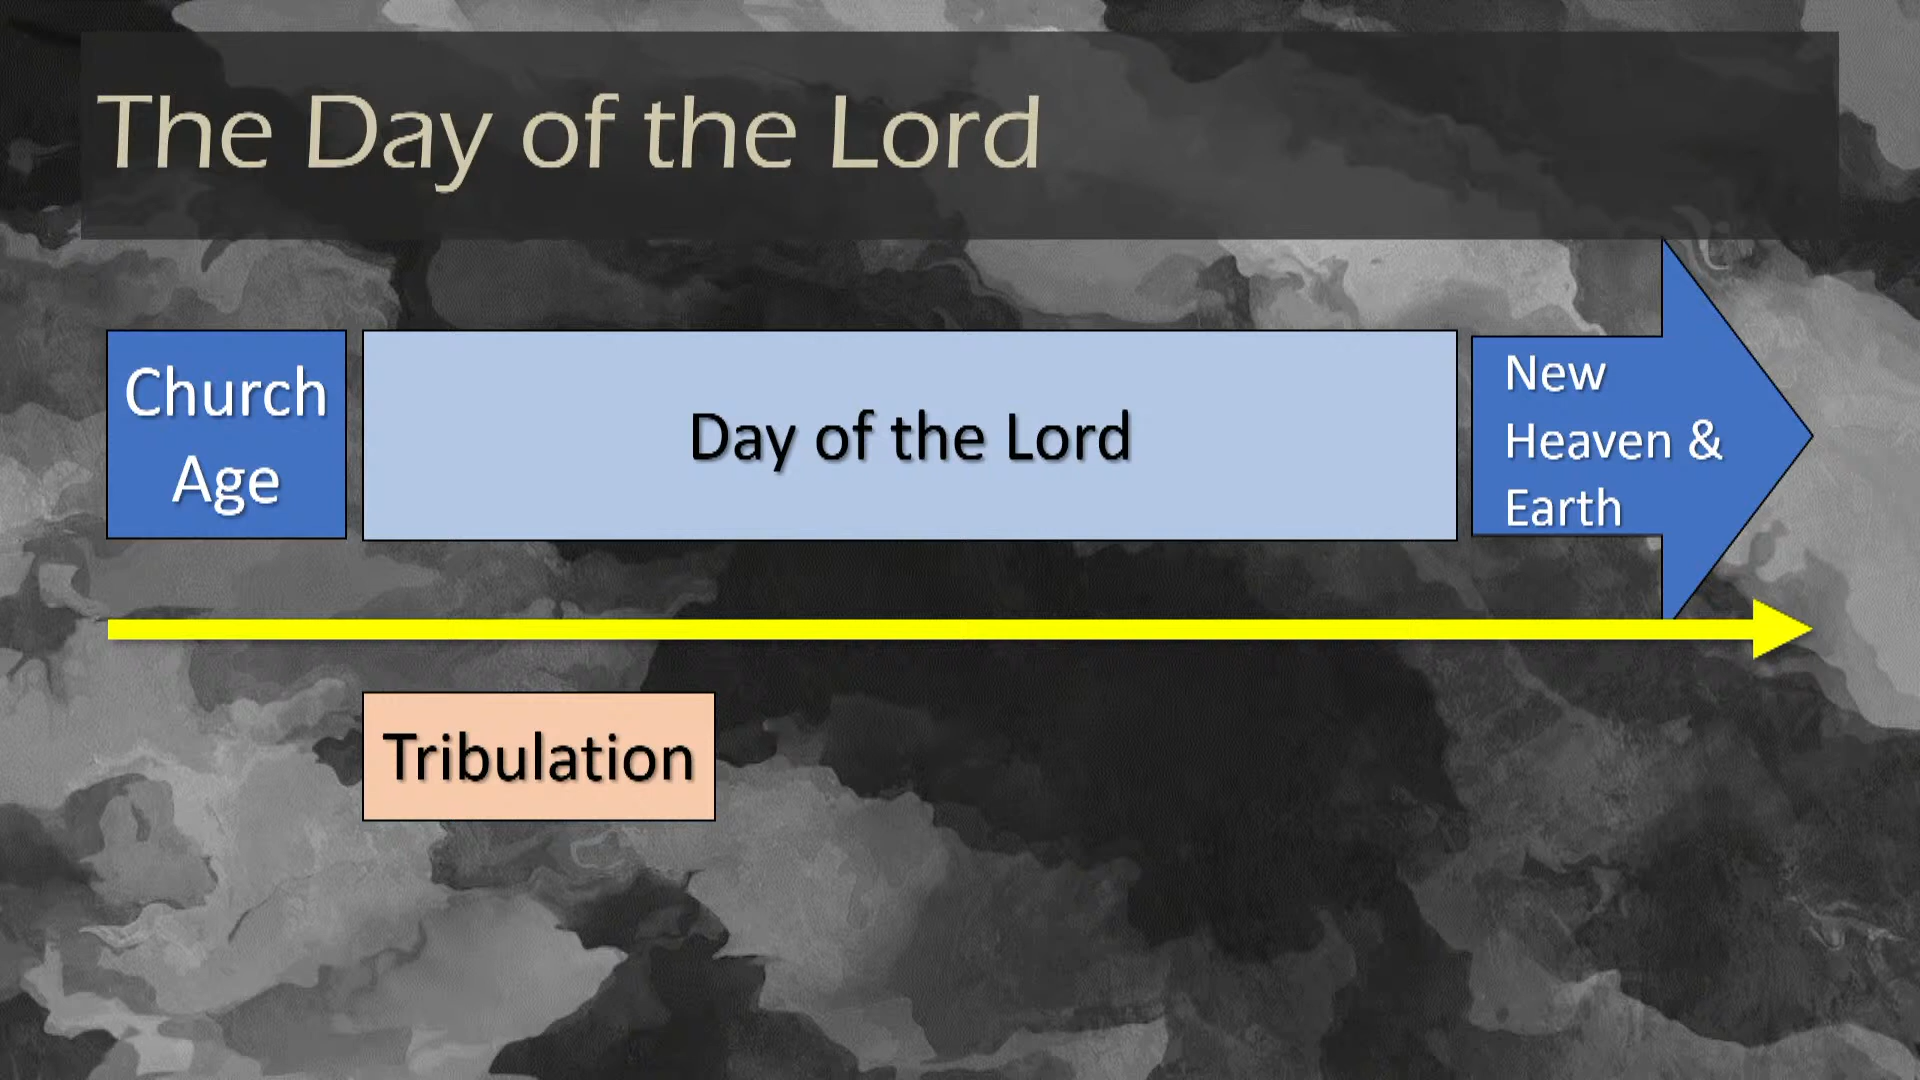 The Day of the Lord
Church
Age
Day of the Lord
New
Heaven &
Earth
Tribulation